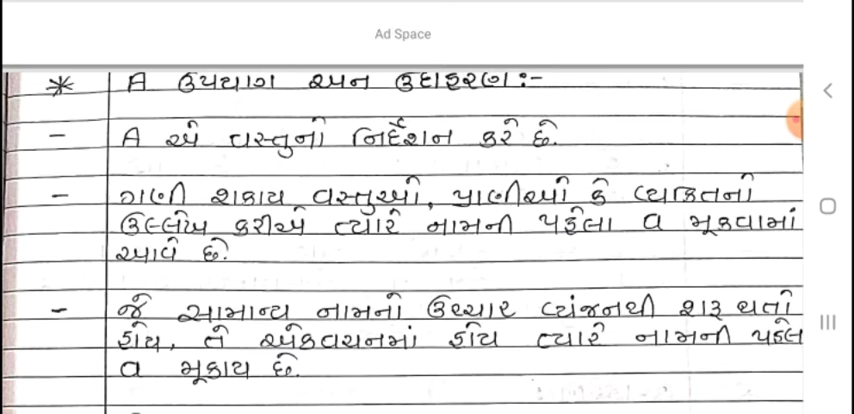 Ad Space
* A ઉપયોગ અને ઉદાહરણ:-
- A એ વસ્તુનો નિર્દેશન કરે છે.
- ગણી શકાય વસ્તુઓ, પ્રાણીઓ કે વ્યકિતનો
ઉલ્લેખ કરીએ ત્યારે નામની પહેલા a મૂકવામાં
આવે છે.
- જે સામાન્ય નામનો ઉચ્ચાર વ્યંજનથી શરૂ થતો
હોય, તે એકવચનમાં હોય ત્યારે નામની પહેલ
a મૂકાય છે.